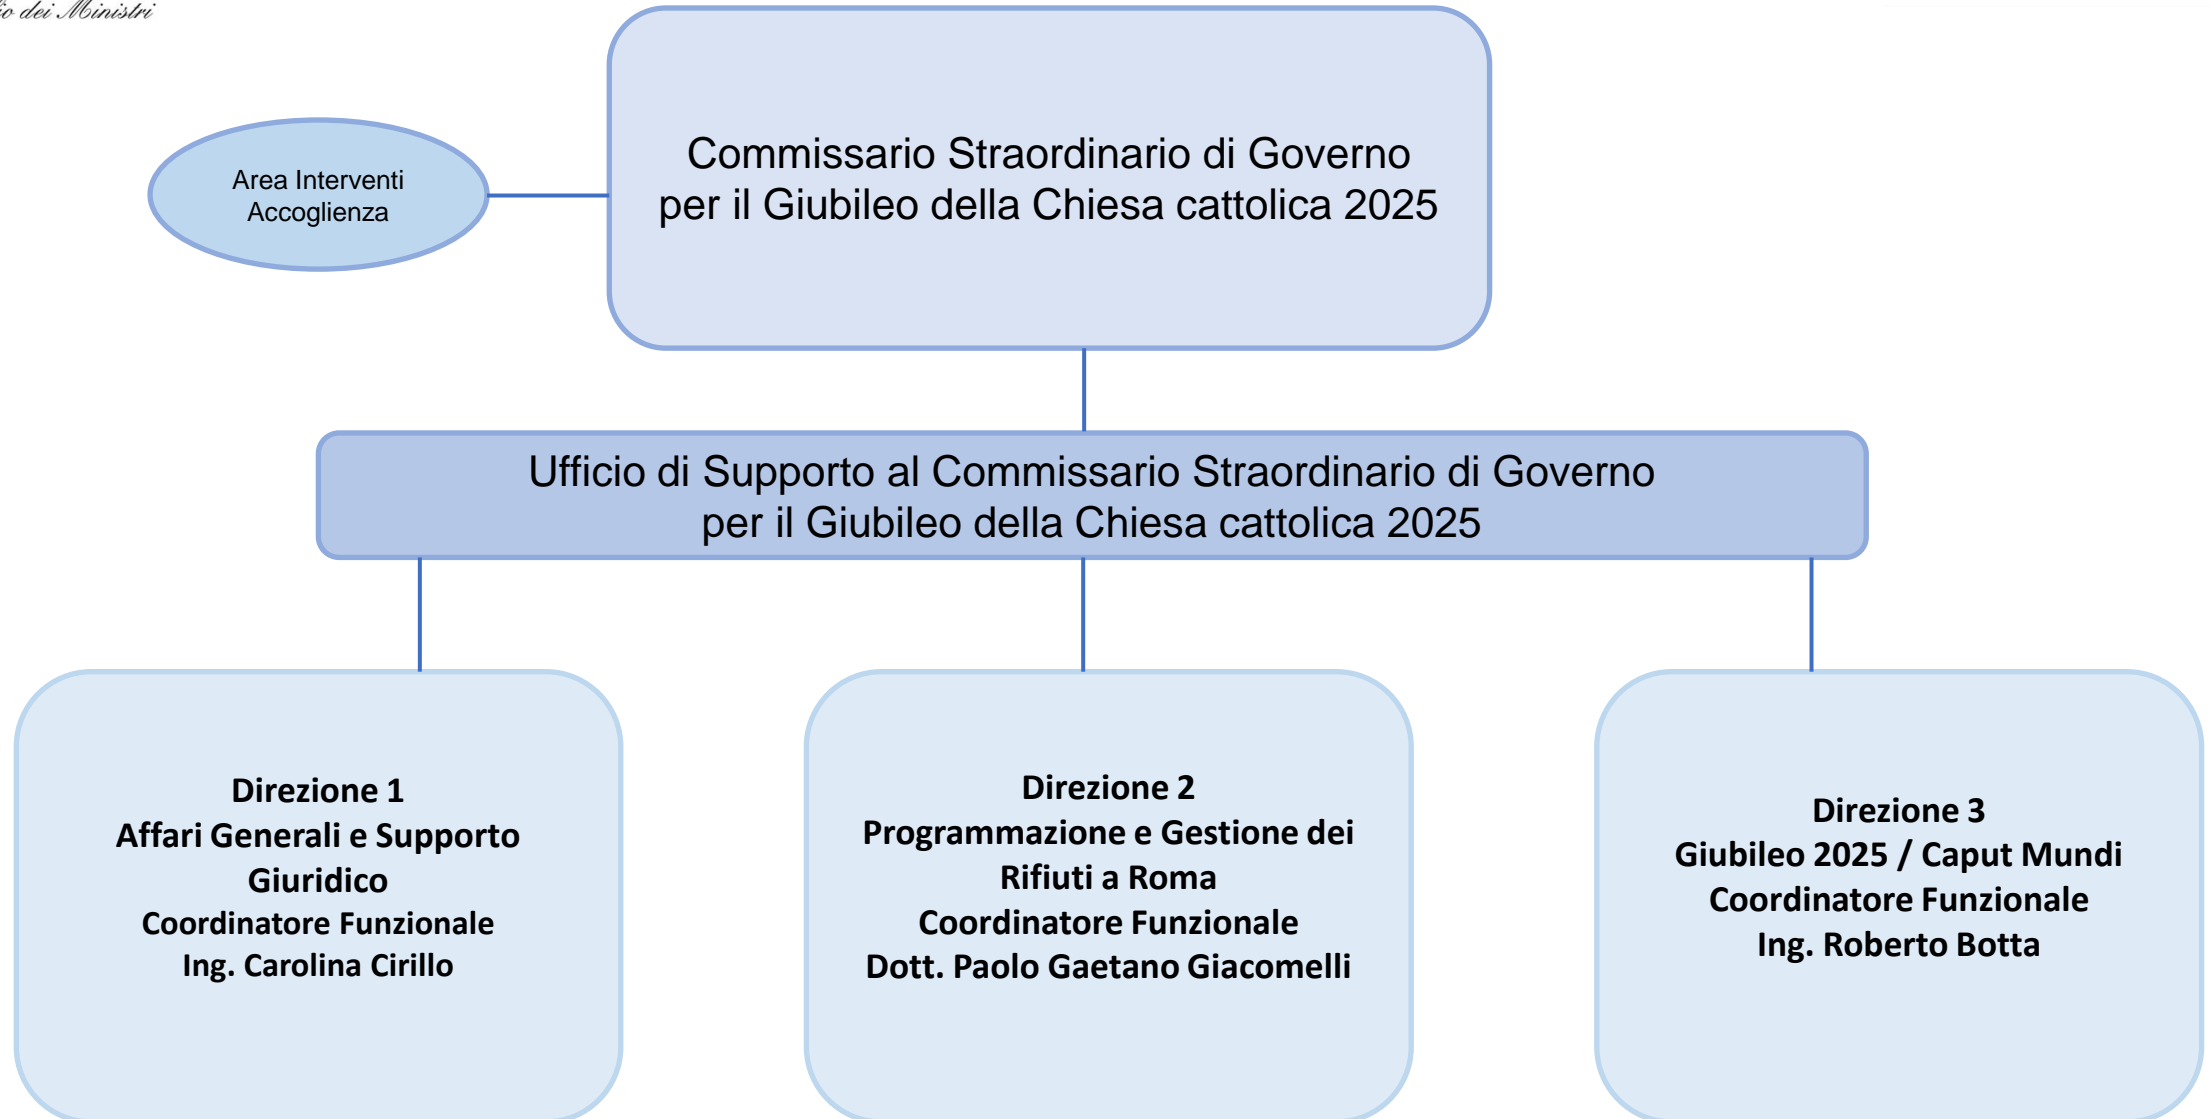 dei Ministri
Commissario Straordinario di Governo
per il Giubileo della Chiesa cattolica 2025
Area Interventi
Accoglienza
Ufficio di Supporto al Commissario Straordinario di Governo
per il Giubileo della Chiesa cattolica 2025
Direzione 1
Affari Generali e Supporto
Giuridico
Coordinatore Funzionale
Ing. Carolina Cirillo
Direzione 2
Programmazione e Gestione dei
Rifiuti a Roma
Coordinatore Funzionale
Dott. Paolo Gaetano Giacomelli
Direzione 3
Giubileo 2025 / Caput Mundi
Coordinatore Funzionale
Ing. Roberto Botta